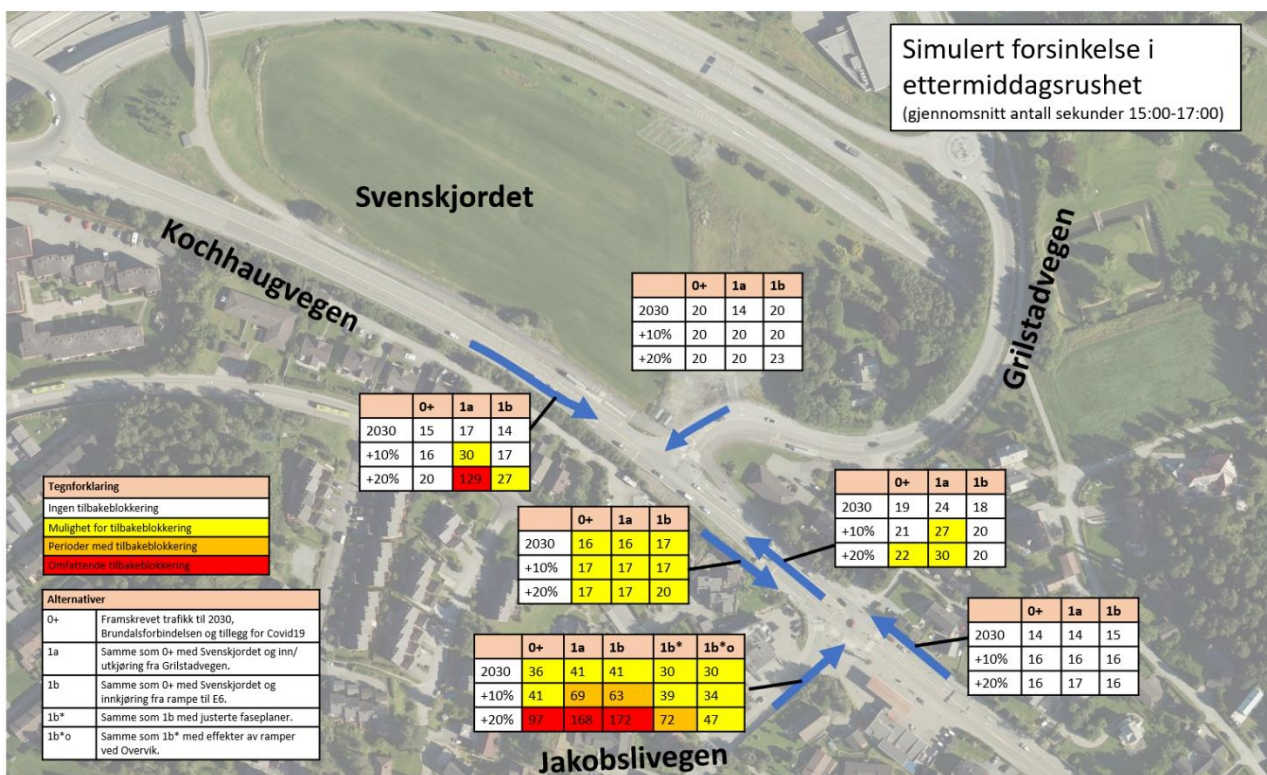 Simulert forsinkelse i
ettermiddagsrushet
(gjennomsnitt antall sekunder 15:00-17:00)
Svenskjordet
Kochhaugvegen
Grilstadvegen
0+ 1a 1b
2030 20 14 20
+10% 20 20 20
+20% 20 20 23
0+ 1a 1b
2030 15 17 14
+10% 16 30 17
+20% 20 129 27
0+ 1a 1b
2030 19 24 18
+10% 21 27 20
+20% 22 30 20
0+ 1a 1b
2030 16 16 17
+10% 17 17 17
+20% 17 17 20
0+ 1a 1b
2030 14 14 15
+10% 16 16 16
+20% 16 17 16
0+ 1a 1b 1b* 1b*o
2030 36 41 41 30 30
+10% 41 69 63 39 34
+20% 97 168 172 72 47
Jakobslivegen
Tegnforklaring
Ingen tilbakeblokkering
Mulighet for tilbakeblokkering
Perioder med tilbakeblokkering
Omfattende tilbakeblokkering
Alternativer
0+ Framskrevet trafikk til 2030,
Brundalsforbindelsen og tillegg for Covid19
1a Samme som 0+ med Svenskjordet og inn/
utkjøring fra Grilstadvegen.
1b Samme som 0+ med Svenskjordet og
innkjøring fra rampe til E6.
1b* Samme som 1b med justerte faseplaner.
1b*o Samme som 1b* med effekter av ramper
ved Overvik.